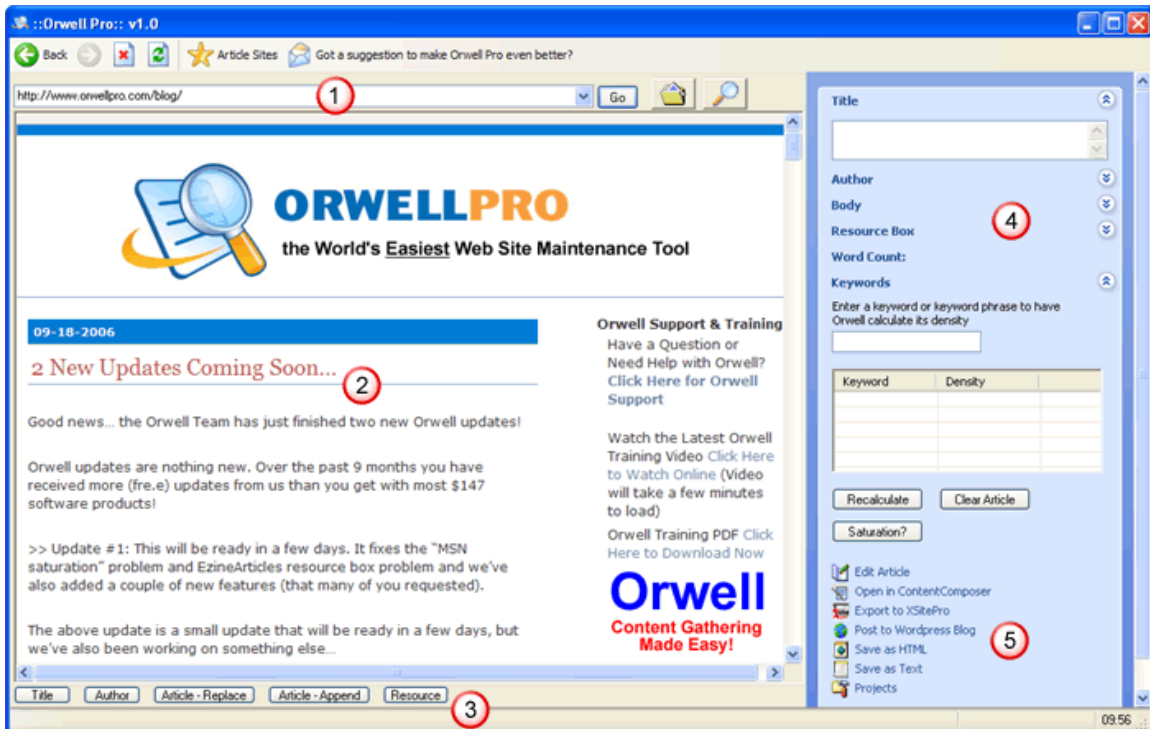 ::Orwell Pro:: v1.0
Back
Article Sites
Got a suggestion to make Orwell Pro even better?
http://www.orwellpro.com/blog/
1
Go
ORWELLPRO
the World's Easiest Web Site Maintenance Tool
09-18-2006
2 New Updates Coming Soon...
2
Good news... the Orwell Team has just finished two new Orwell updates!
Orwell updates are nothing new. Over the past 9 months you have
received more (fre.e) updates from us than you get with most $147
software products!
>> Update #1: This will be ready in a few days. It fixes the “MSN
saturation” problem and EzineArticles resource box problem and we’ve
also added a couple of new features (that many of you requested).
The above update is a small update that will be ready in a few days, but
we’ve also been working on something else…
Orwell Support & Training
Have a Question or
Need Help with Orwell?
Click Here for Orwell
Support
Watch the Latest Orwell
Training Video Click Here
to Watch Online (Video
will take a few minutes
to load)
Orwell Training PDF Click
Here to Download Now
Orwell
Content Gathering
Made Easy!
Title
Author
Article - Replace
Article - Append
Resource
3
Title
Author
Body
4
Resource Box
Word Count:
Keywords
Enter a keyword or keyword phrase to have
Orwell calculate its density
Keyword Density
Recalculate
Clear Article
Saturation?
Edit Article
Open in ContentComposer
Export to XSitePro
Post to Wordpress Blog
5
Save as HTML
Save as Text
Projects
09:56